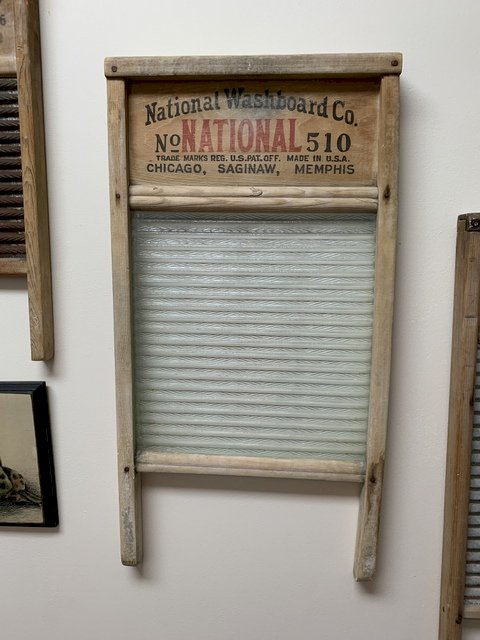 National Washboard Co.
No NATIONAL 510
TRADE MARKS REG. U.S. PAT. OFF. MADE IN U.S.A.
CHICAGO, SAGINAW, MEMPHIS